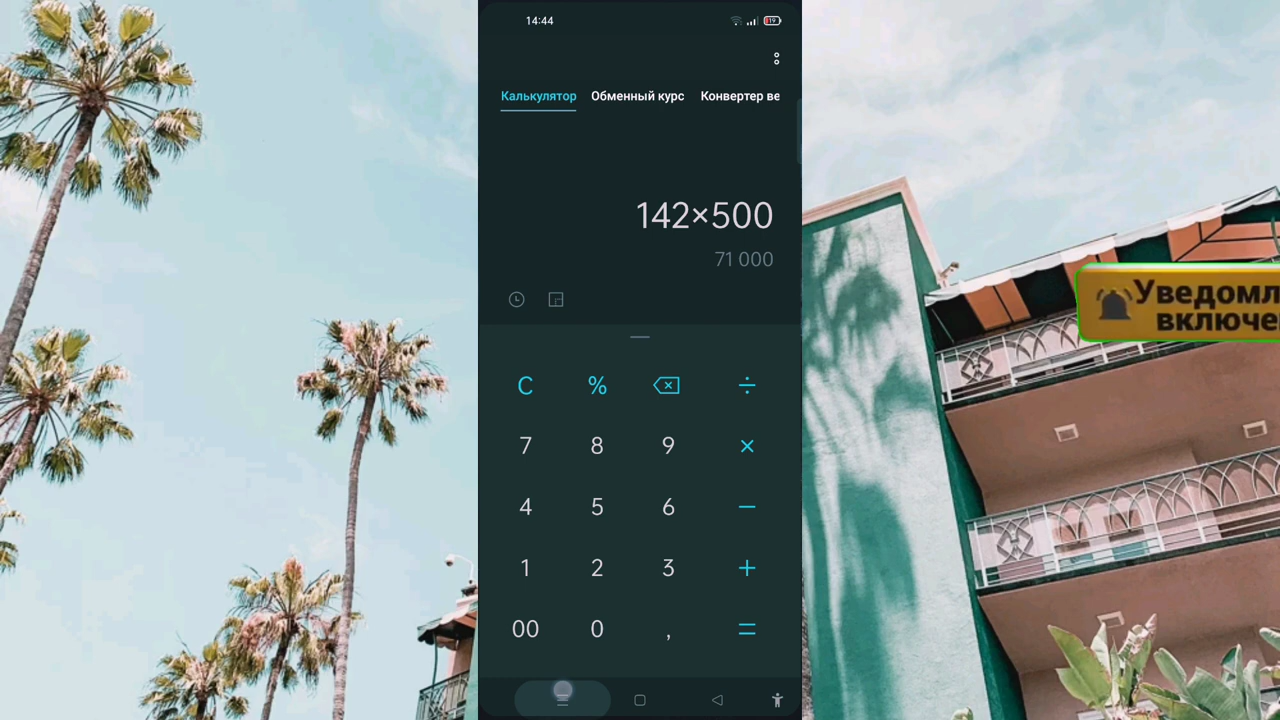 14:44
19
Калькулятор Обменный курс Конвертер ве
142×500
71 000
C % ÷
7 8 9 ×
4 5 6 −
1 2 3 +
00 0 , =
Уведомл
включе